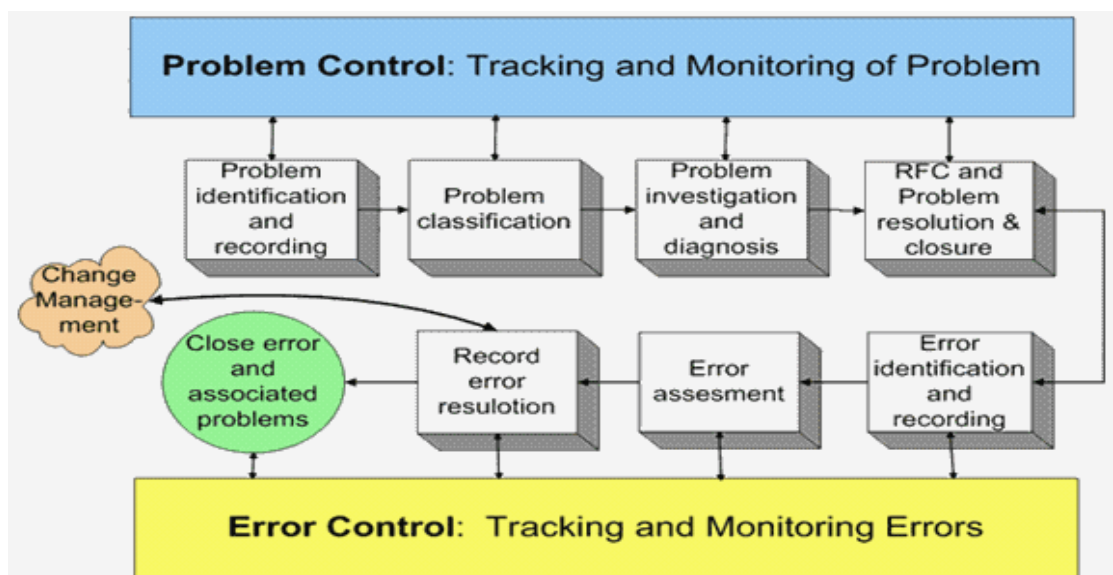 Problem Control: Tracking and Monitoring of Problem
Problem
identification
and
recording
Problem
classification
Problem
investigation
and
diagnosis
RFC and
Problem
resolution &
closure
Change
Manage-
ment
Close error
and
associated
problems
Record
error
resulotion
Error
assesment
Error
identification
and
recording
Error Control: Tracking and Monitoring Errors